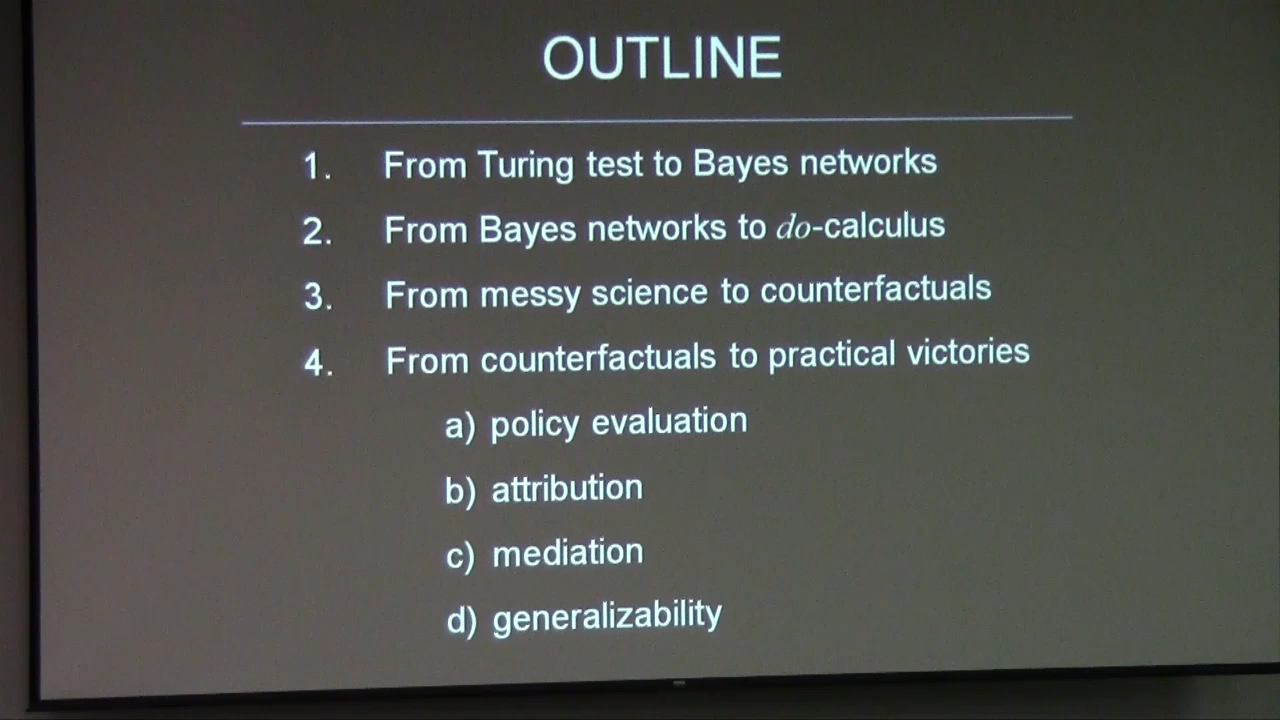 OUTLINE
1. From Turing test to Bayes networks
2. From Bayes networks to do-calculus
3. From messy science to counterfactuals
4. From counterfactuals to practical victories
a) policy evaluation
b) attribution
c) mediation
d) generalizability